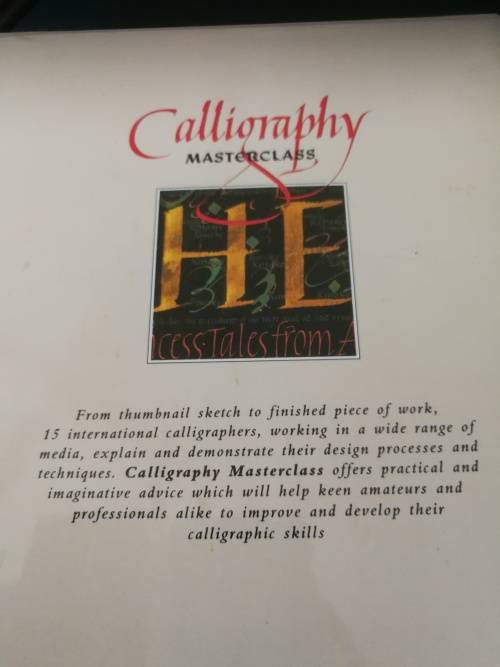 Calligraphy
MASTERCLASS
HE
cess·Tales from A
From thumbnail sketch to finished piece of work,
15 international calligraphers, working in a wide range of
media, explain and demonstrate their design processes and
techniques. Calligraphy Masterclass offers practical and
imaginative advice which will help keen amateurs and
professionals alike to improve and develop their
calligraphic skills